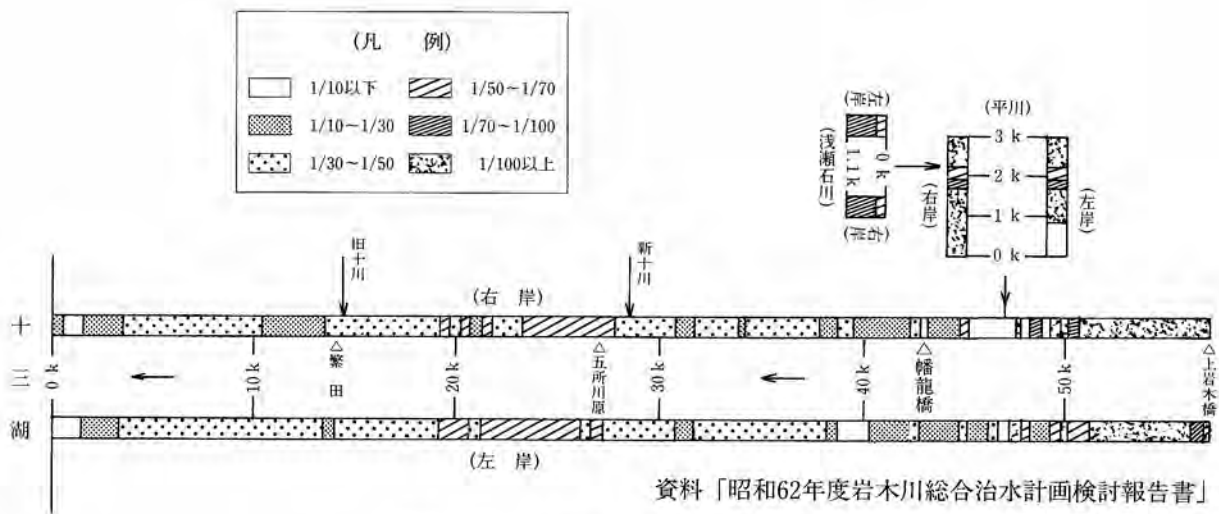 (凡 例)
1/10以下
1/50~1/70
1/10~1/30
1/70~1/100
1/30~1/50
1/100以上
(浅瀬石川)
(左岸)
0 k
1.1 k
(右岸)
(平川)
3 k
2 k
1 k
0 k
(右岸)
(左岸)
旧十川
新十川
(右 岸)
十三湖
0 k
10 k
20 k
30 k
40 k
50 k
△繁田
△五所川原
△幡龍橋
△上岩木橋
(左 岸)
資料「昭和62年度岩木川総合治水計画検討報告書」